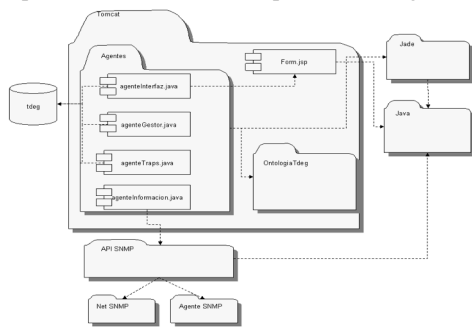 Tomcat
Agentes
Form.jsp
Jade
agenteInterfaz.java
tdeg
Java
agenteGestor.java
agenteTraps.java
OntologiaTdeg
agenteInformacion.java
API SNMP
Net SNMP
Agente SNMP